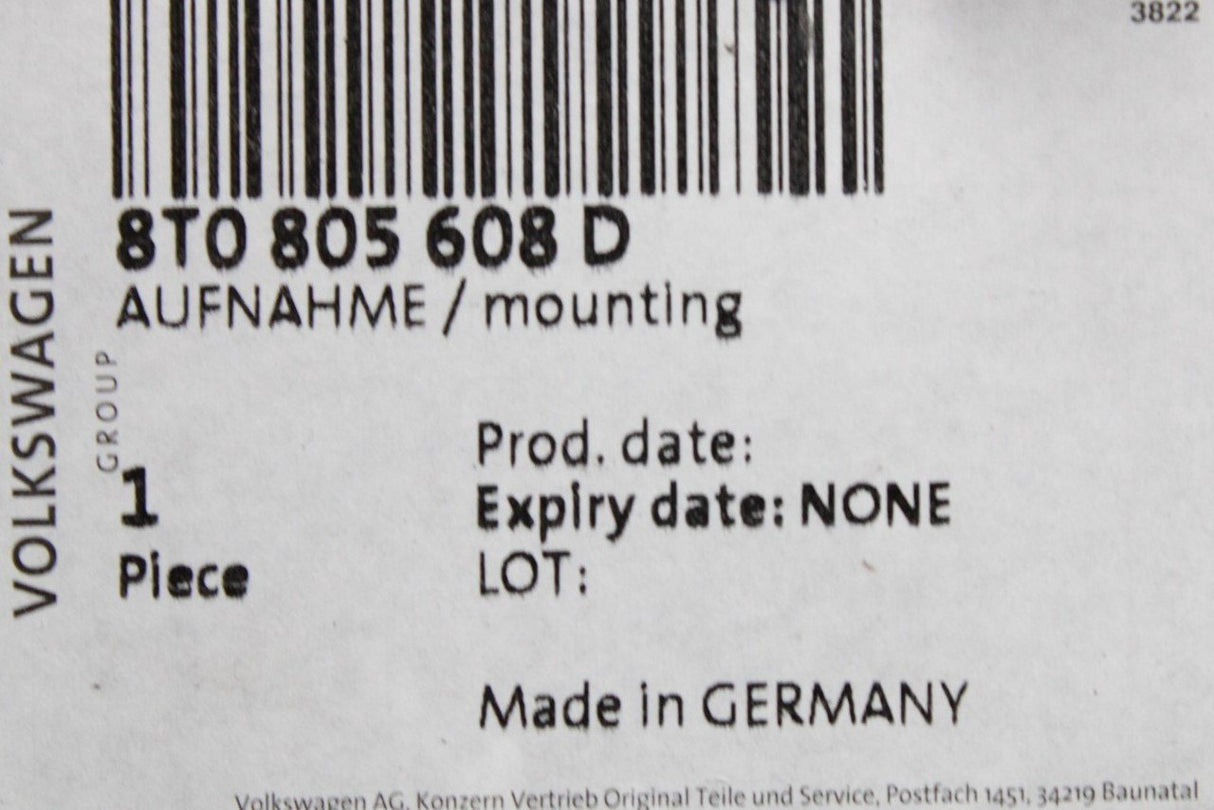 3822
8T0 805 608 D
AUFNAHME / mounting
VOLKSWAGEN
GROUP
1
Piece
Prod. date:
Expiry date: NONE
LOT:
Made in GERMANY
Volkswagen AG, Konzern Vertrieb Original Teile und Service, Postfach 1451, 34219 Baunatal